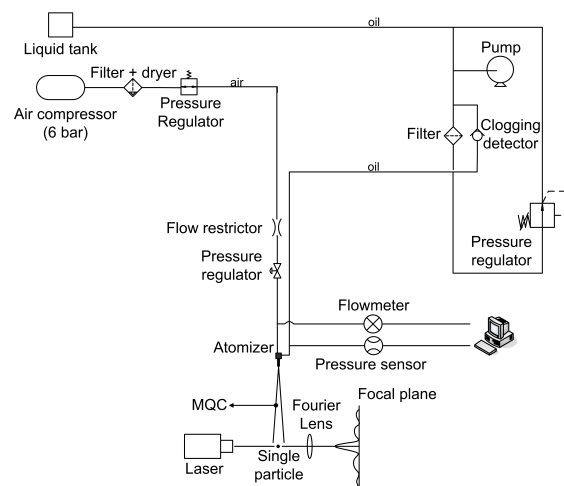 oil
Liquid tank
Pump
Filter + dryer
air
Air compressor
(6 bar)
Pressure
Regulator
Filter
Clogging
detector
oil
Flow restrictor
Pressure
regulator
Pressure
regulator
Flowmeter
Atomizer
Pressure sensor
MQC
Fourier
Lens
Focal plane
Laser
Single
particle